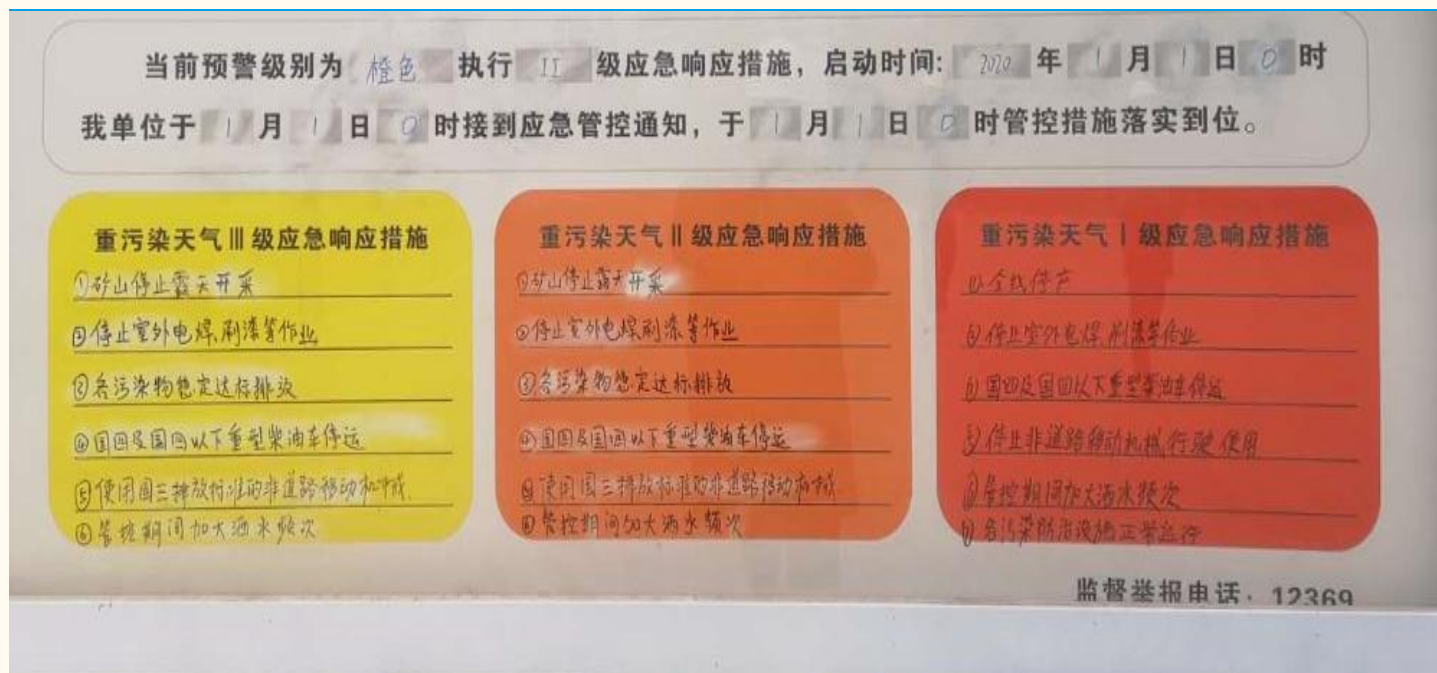 当前预警级别为 橙色 执行 II 级应急响应措施，启动时间: 2020 年 1 月 1 日 0 时
我单位于 1 月 1 日 0 时接到应急管控通知，于 1 月 1 日 0 时管控措施落实到位。
重污染天气Ⅲ级应急响应措施
①矿山停止露天开采
②停止室外电焊、刷漆等作业
③各污染物稳定达标排放
④国四及国四以下重型柴油车停运
⑤使用国三排放标准的非道路移动机械
⑥管控期间加大洒水频次
重污染天气Ⅱ级应急响应措施
①矿山停止露天开采
②停止室外电焊刷漆等作业
③各污染物稳定达标排放
④国四及国四以下重型柴油车停运
⑤使用国三排放标准的非道路移动机械
⑥管控期间加大洒水频次
重污染天气Ⅰ级应急响应措施
①全线停产
②停止室外电焊、刷漆等作业
国四及国四以下重型柴油车停运
停止非道路移动机械行驶使用
管控期间加大洒水频次
各污染防治设施正常运行
监督举报电话：12369